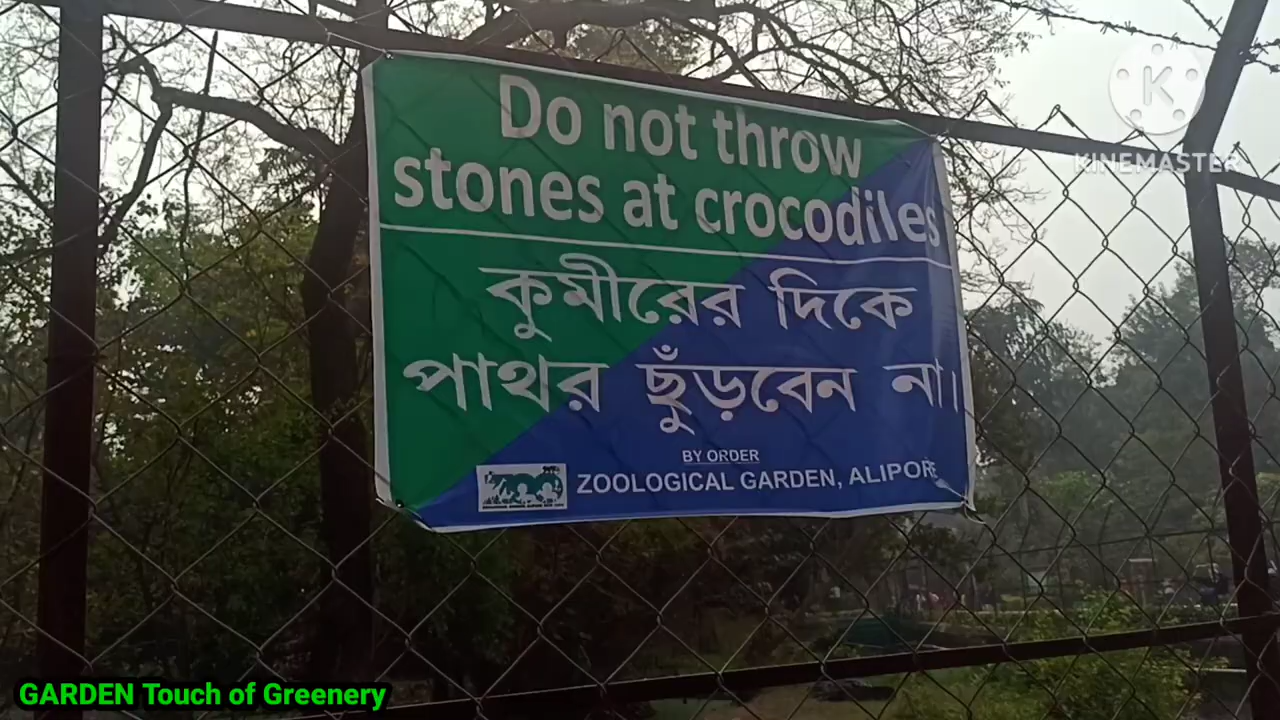 K
KINEMASTER
Do not throw
stones at crocodiles
কুমীরের দিকে
পাথর ছুঁড়বেন না।
BY ORDER
ZOOLOGICAL GARDEN, ALIPORE
GARDEN Touch of Greenery